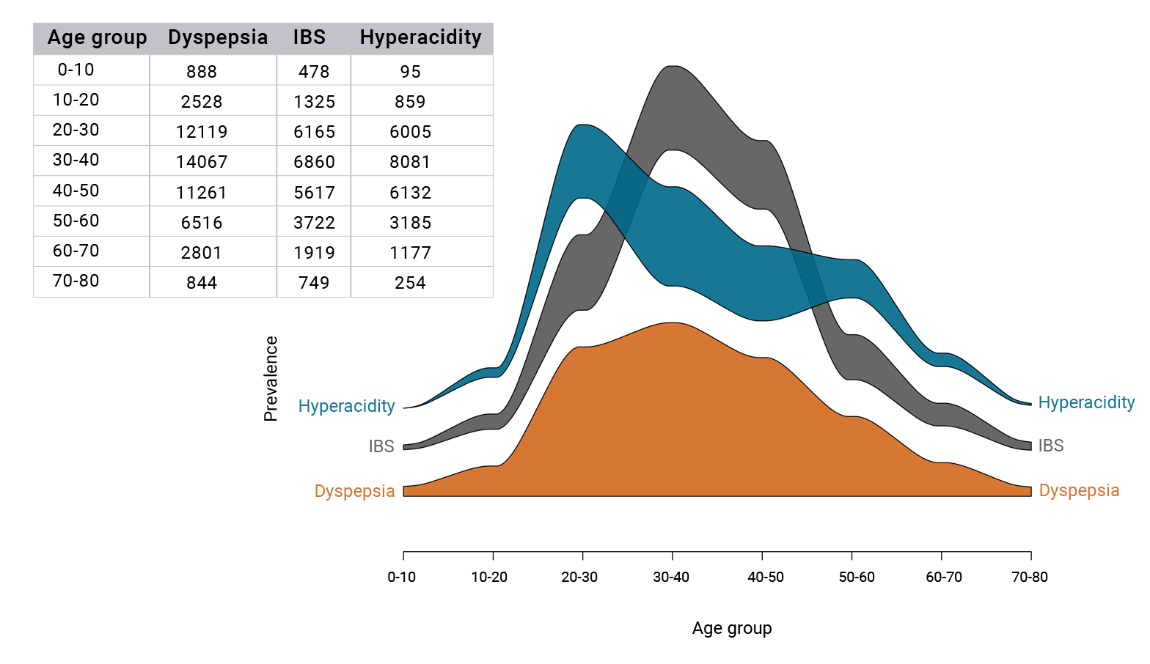 Age group Dyspepsia IBS Hyperacidity
0-10 888 478 95
10-20 2528 1325 859
20-30 12119 6165 6005
30-40 14067 6860 8081
40-50 11261 5617 6132
50-60 6516 3722 3185
60-70 2801 1919 1177
70-80 844 749 254
Prevalence
Hyperacidity
IBS
Dyspepsia
Hyperacidity
IBS
Dyspepsia
0-10 10-20 20-30 30-40 40-50 50-60 60-70 70-80
Age group